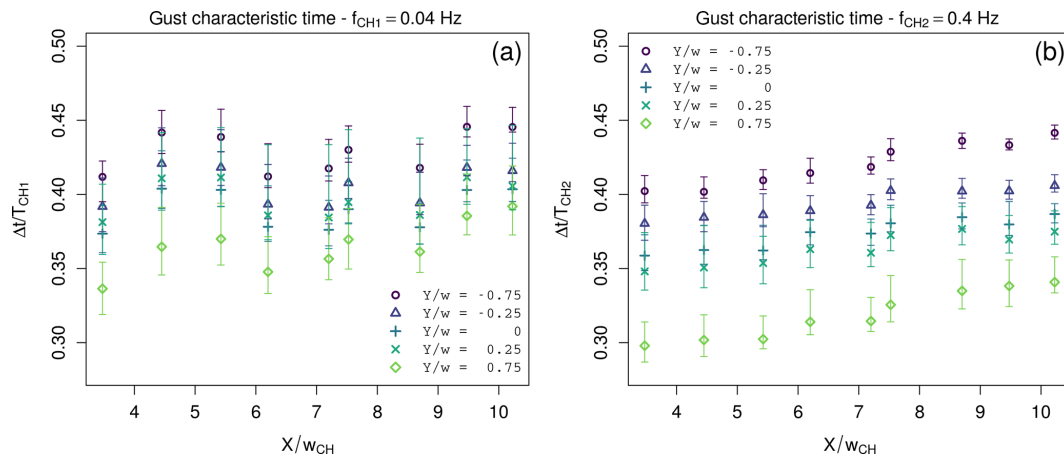 Gust characteristic time - fCH1 = 0.04 Hz
(a)
Δt/TCH1
0.50
0.45
0.40
0.35
0.30
Y/w = -0.75
Y/w = -0.25
Y/w = 0
Y/w = 0.25
Y/w = 0.75
4 5 6 7 8 9 10
X/wCH
Gust characteristic time - fCH2 = 0.4 Hz
(b)
Y/w = -0.75
Y/w = -0.25
Y/w = 0
Y/w = 0.25
Y/w = 0.75
Δt/TCH2
0.50
0.45
0.40
0.35
0.30
4 5 6 7 8 9 10
X/wCH